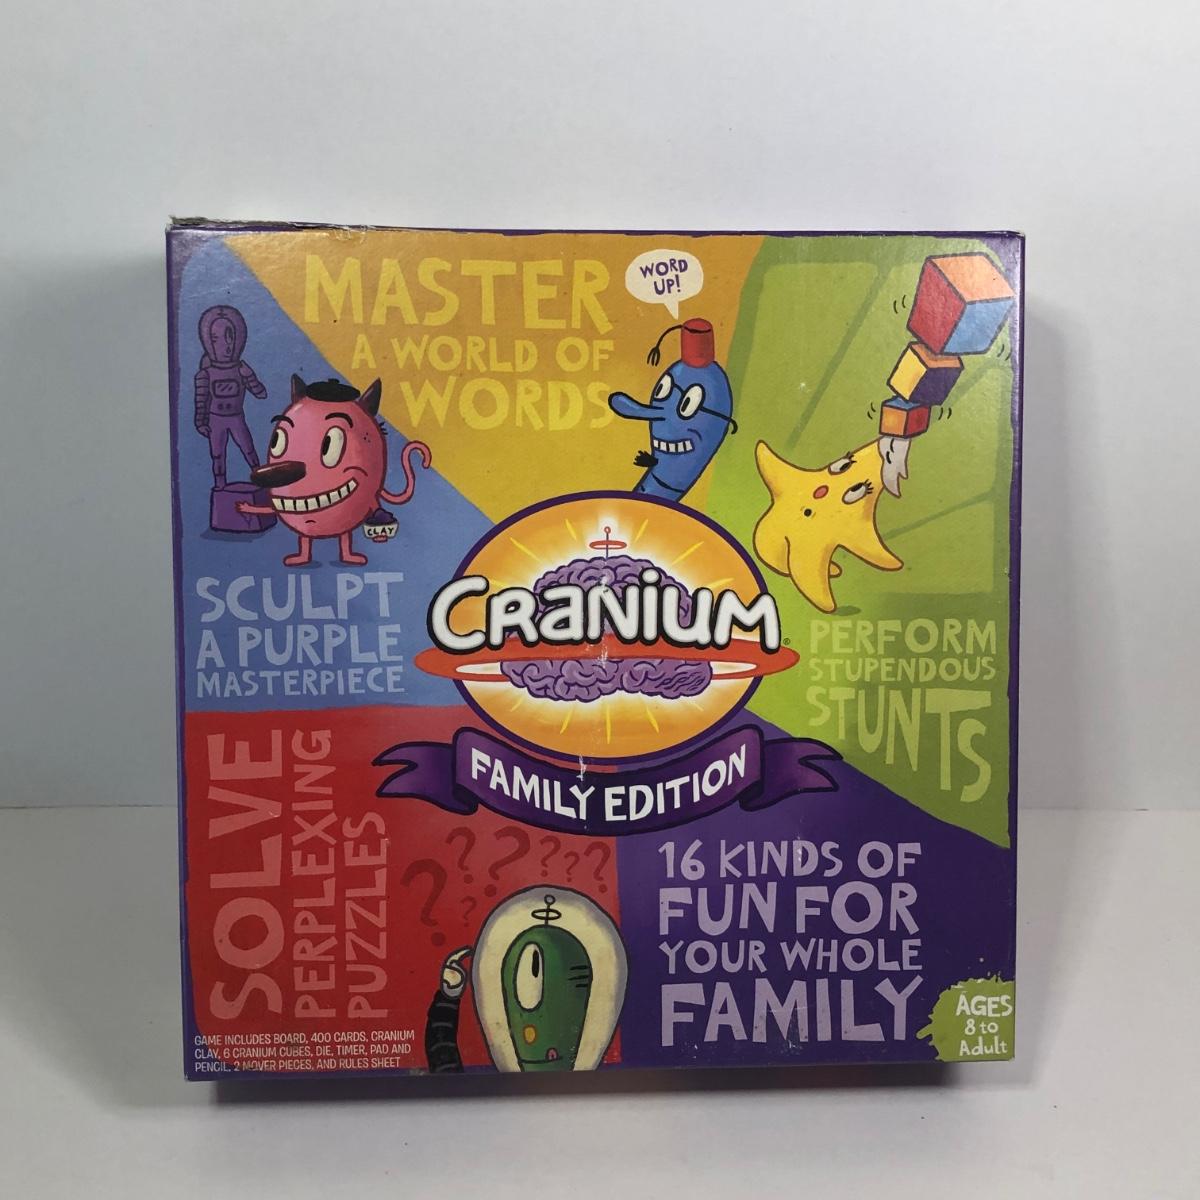 MASTER
A WORLD OF
WORDS
WORD
UP!
CLAY
SCULPT
A PURPLE
MASTERPIECE
CRANIUM®
FAMILY EDITION
PERFORM
STUPENDOUS
STUNTS
SOLVE
PERPLEXING
PUZZLES
? ? ? ? ? ? ?
16 KINDS OF
FUN FOR
YOUR WHOLE
FAMILY
AGES
8 to
Adult
GAME INCLUDES BOARD, 400 CARDS, CRANIUM
CLAY, 6 CRANIUM CUBES, DIE, TIMER, PAD AND
PENCIL, 2 MOVER PIECES, AND RULES SHEET